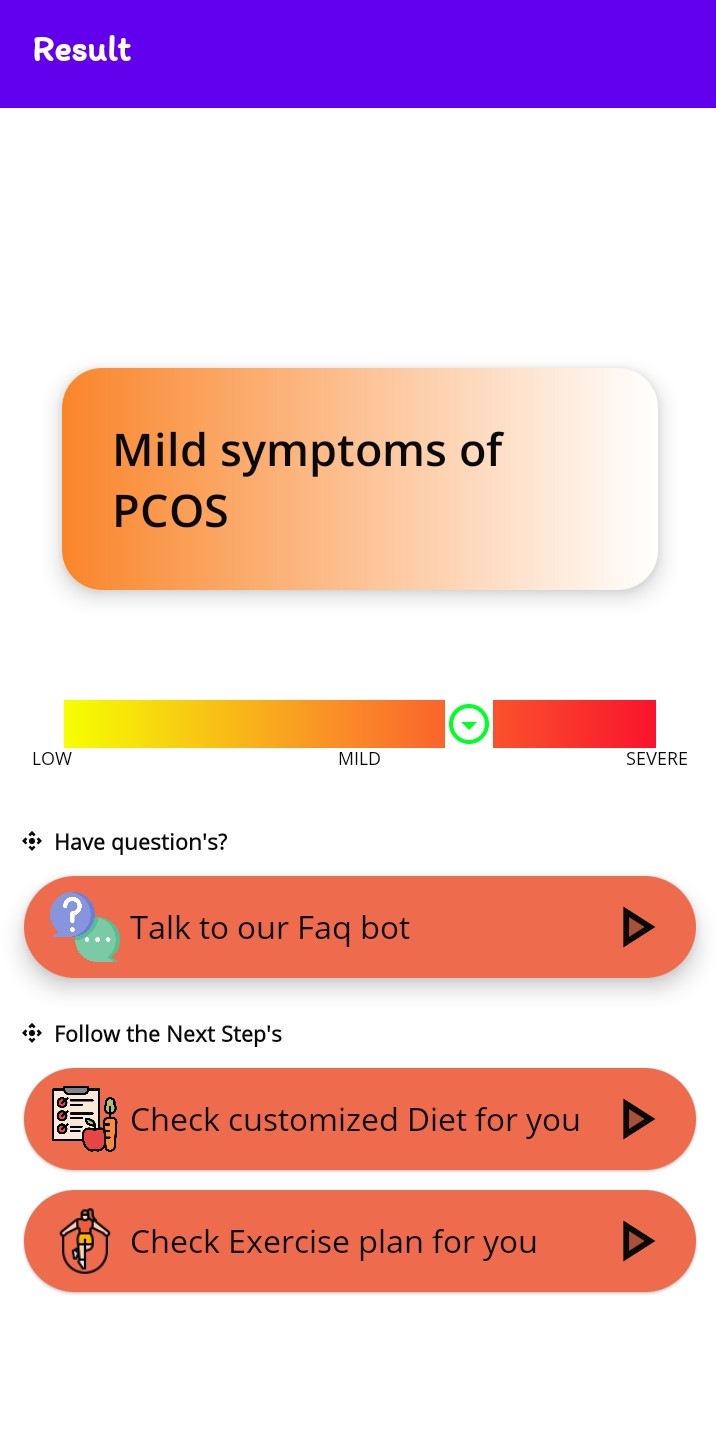 Result
Mild symptoms of
PCOS
LOW MILD SEVERE
Have question's?
Talk to our Faq bot
Follow the Next Step's
Check customized Diet for you
Check Exercise plan for you